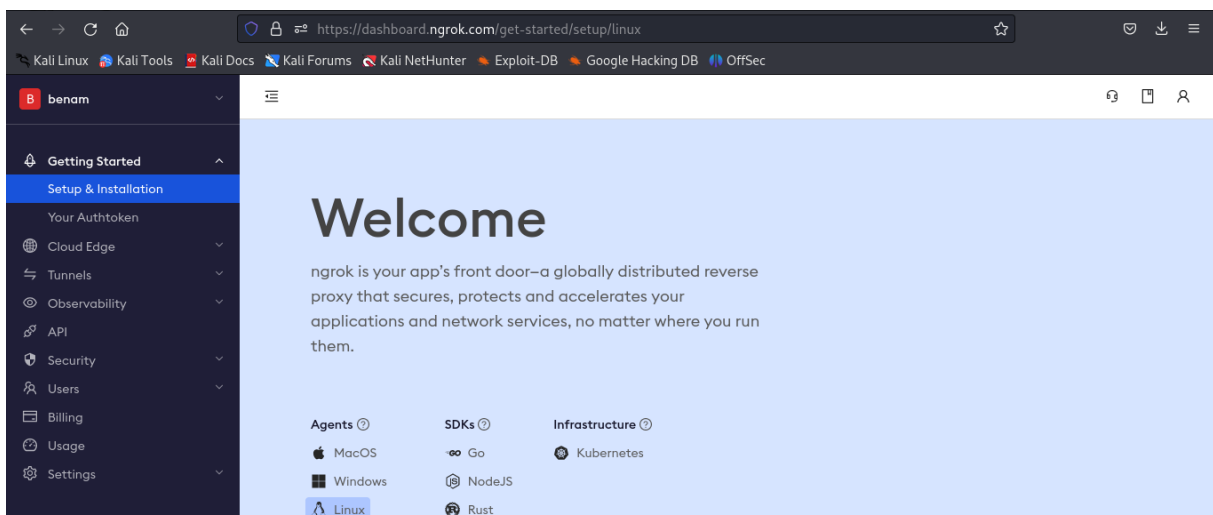 https://dashboard.ngrok.com/get-started/setup/linux
Kali Linux Kali Tools Kali Docs Kali Forums Kali NetHunter Exploit-DB Google Hacking DB OffSec
B benam
Getting Started
Setup & Installation
Your Authtoken
Cloud Edge
Tunnels
Observability
API
Security
Users
Billing
Usage
Settings
Welcome
ngrok is your app's front door—a globally distributed reverse
proxy that secures, protects and accelerates your
applications and network services, no matter where you run
them.
Agents
MacOS
Windows
Linux
SDKs
Go
NodeJS
Rust
Infrastructure
Kubernetes